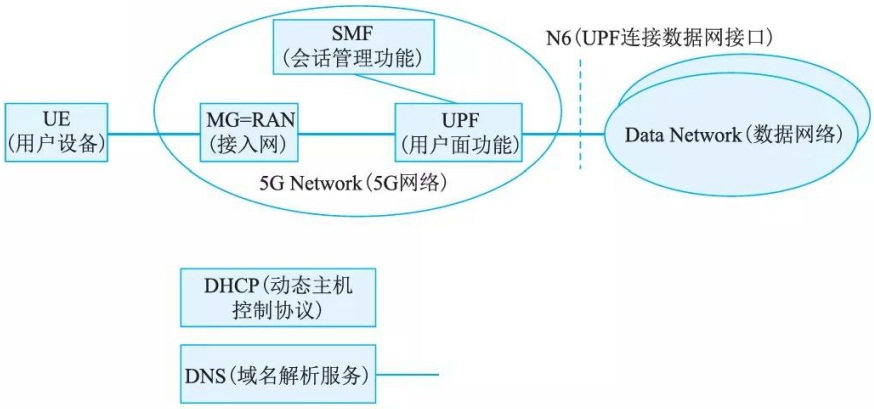 SMF
(会话管理功能)
N6(UPF连接数据网接口)
UE
(用户设备)
MG=RAN
(接入网)
UPF
(用户面功能)
Data Network(数据网络)
5G Network(5G网络)
DHCP(动态主机
控制协议)
DNS(域名解析服务)